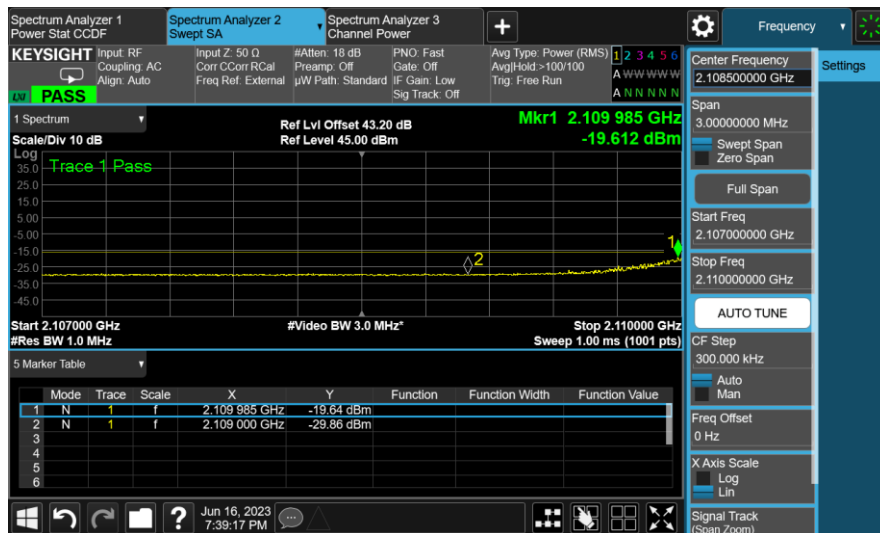 Spectrum Analyzer 1
Power Stat CCDF
Spectrum Analyzer 2
Swept SA
Spectrum Analyzer 3
Channel Power
+
Frequency
KEYSIGHT
LXI
PASS
Input: RF
Coupling: AC
Align: Auto
Input Z: 50 Ω
Corr CCorr RCal
Freq Ref: External
#Atten: 18 dB
Preamp: Off
µW Path: Standard
PNO: Fast
Gate: Off
IF Gain: Low
Sig Track: Off
Avg Type: Power (RMS)
Avg|Hold:>100/100
Trig: Free Run
1 2 3 4 5 6
A W W W W W
A N N N N N
1 Spectrum
Scale/Div 10 dB
Ref Lvl Offset 43.20 dB
Ref Level 45.00 dBm
Mkr1 2.109 985 GHz
-19.612 dBm
Log
Trace 1 Pass
35.0
25.0
15.0
5.00
-5.00
-15.0
-25.0
-35.0
-45.0
1
2
Start 2.107000 GHz
#Res BW 1.0 MHz
#Video BW 3.0 MHz*
Stop 2.110000 GHz
Sweep 1.00 ms (1001 pts)
5 Marker Table
Mode Trace Scale X Y Function Function Width Function Value
1 N 1 f 2.109 985 GHz -19.64 dBm
2 N 1 f 2.109 000 GHz -29.86 dBm
3
4
5
6
Center Frequency
2.108500000 GHz
Settings
Span
3.00000000 MHz
Swept Span
Zero Span
Full Span
Start Freq
2.107000000 GHz
Stop Freq
2.110000000 GHz
AUTO TUNE
CF Step
300.000 kHz
Auto
Man
Freq Offset
0 Hz
X Axis Scale
Log
Lin
Signal Track
(Span Zoom)
?
Jun 16, 2023
7:39:17 PM